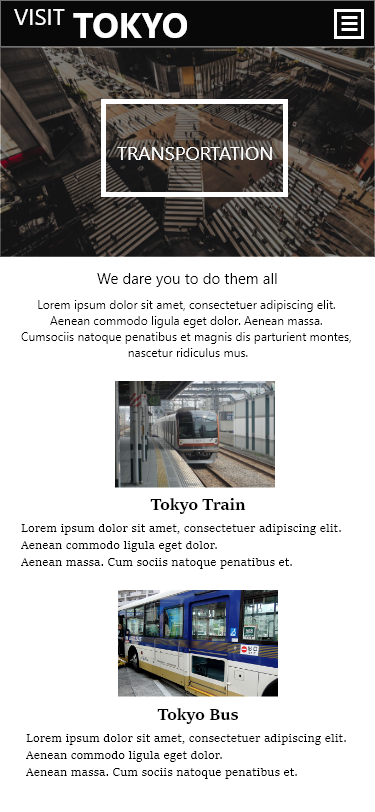 VISIT TOKYO
TRANSPORTATION
We dare you to do them all
Lorem ipsum dolor sit amet, consectetuer adipiscing elit.
Aenean commodo ligula eget dolor. Aenean massa.
Cumsociis natoque penatibus et magnis dis parturient montes,
nascetur ridiculus mus.
Tokyo Train
Lorem ipsum dolor sit amet, consectetuer adipiscing elit.
Aenean commodo ligula eget dolor.
Aenean massa. Cum sociis natoque penatibus et.
Tokyo Bus
Lorem ipsum dolor sit amet, consectetuer adipiscing elit.
Aenean commodo ligula eget dolor.
Aenean massa. Cum sociis natoque penatibus et.